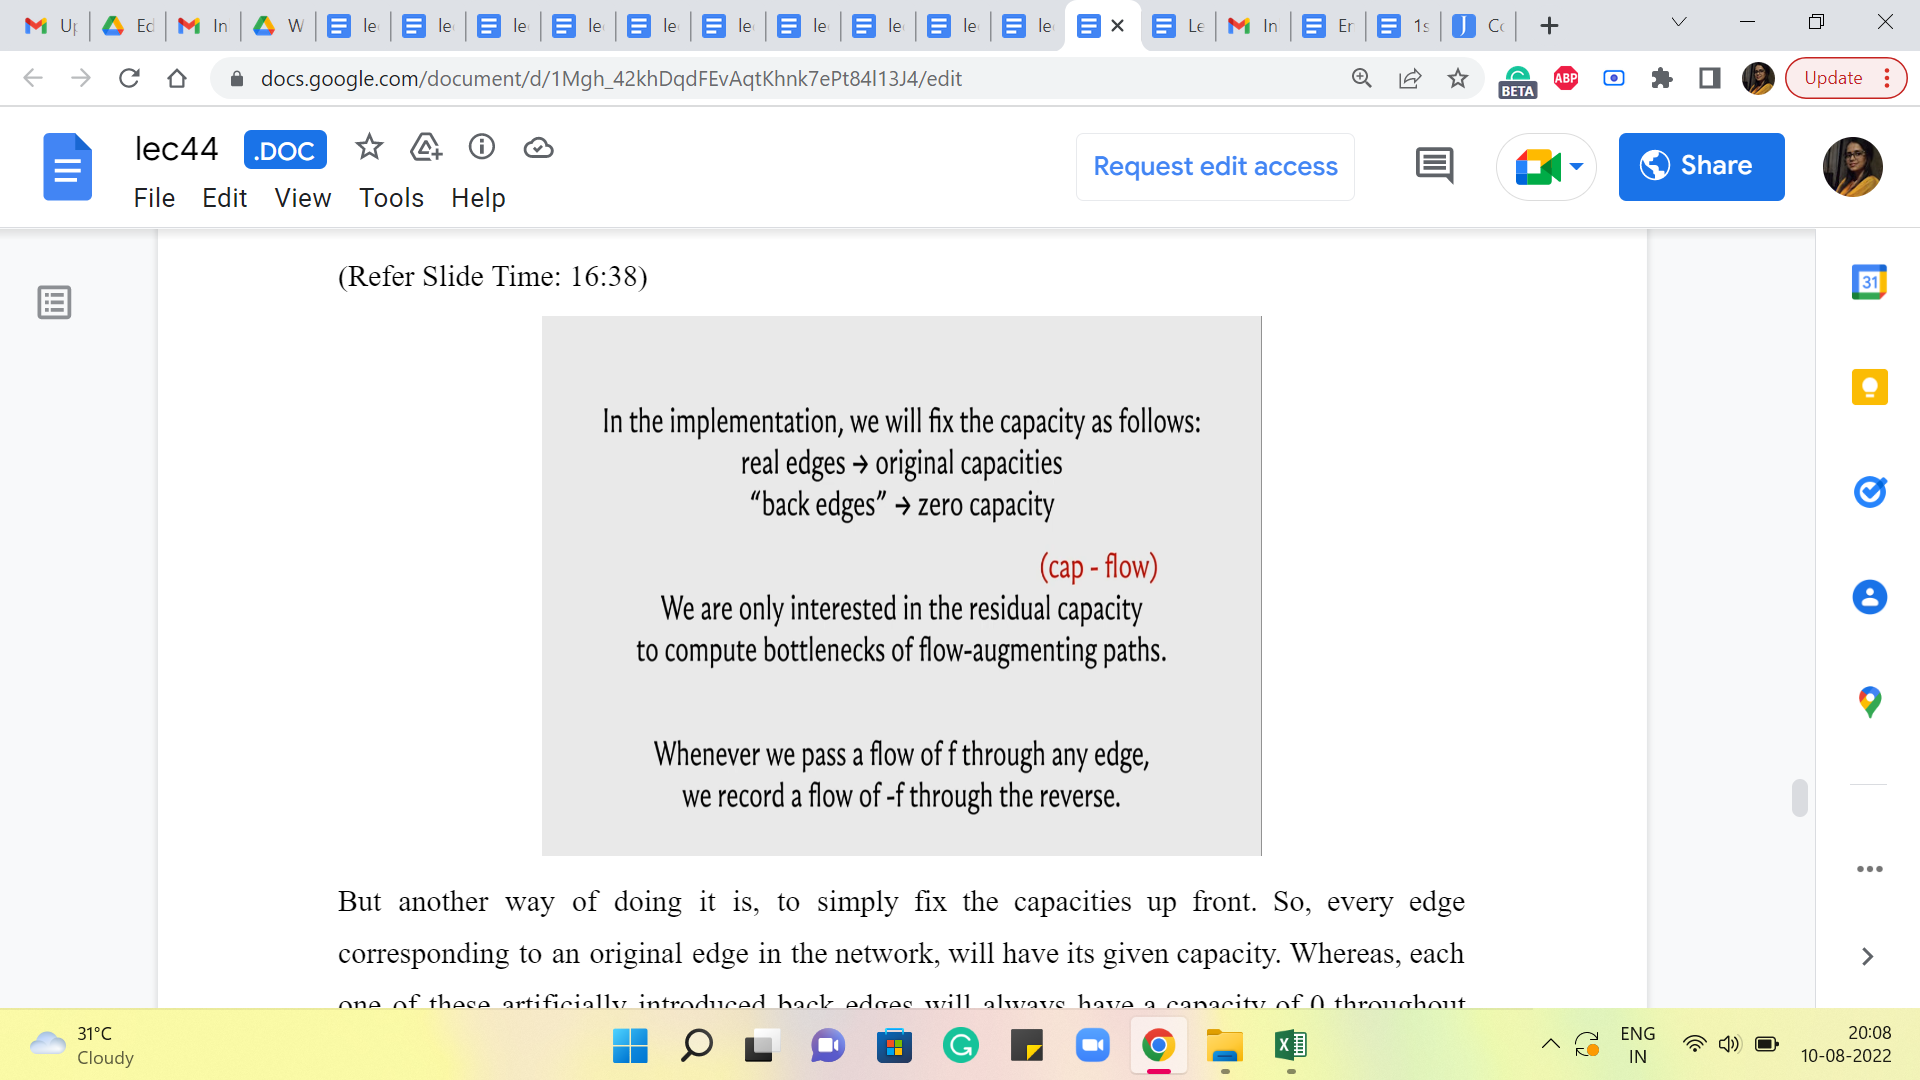 Up
Ed
In
W
le
le
le
le
le
le
le
le
le
le
Le
In
Er
1s
Co
docs.google.com/document/d/1Mgh_42khDqdFEvAqtKhnk7ePt84l13J4/edit
BETA
ABP
Update
lec44
.DOC
File Edit View Tools Help
Request edit access
Share
31
(Refer Slide Time: 16:38)
In the implementation, we will fix the capacity as follows:
real edges → original capacities
“back edges” → zero capacity
(cap - flow)
We are only interested in the residual capacity
to compute bottlenecks of flow-augmenting paths.
Whenever we pass a flow of f through any edge,
we record a flow of -f through the reverse.
But another way of doing it is, to simply fix the capacities up front. So, every edge
corresponding to an original edge in the network, will have its given capacity. Whereas, each
one of these artificially introduced back edges will always have a capacity of 0 throughout
31°C
Cloudy
ENG
IN
20:08
10-08-2022